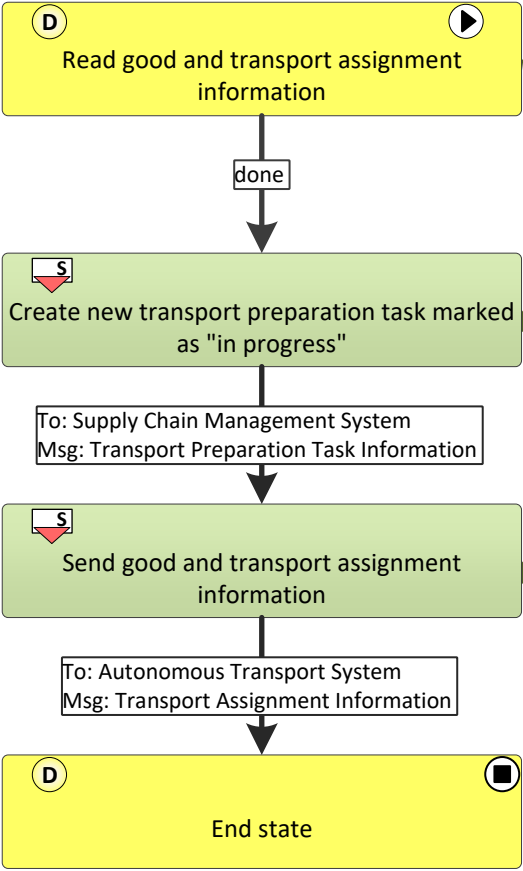 D
Read good and transport assignment
information
done
S
Create new transport preparation task marked
as "in progress"
To: Supply Chain Management System
Msg: Transport Preparation Task Information
S
Send good and transport assignment
information
To: Autonomous Transport System
Msg: Transport Assignment Information
D
End state